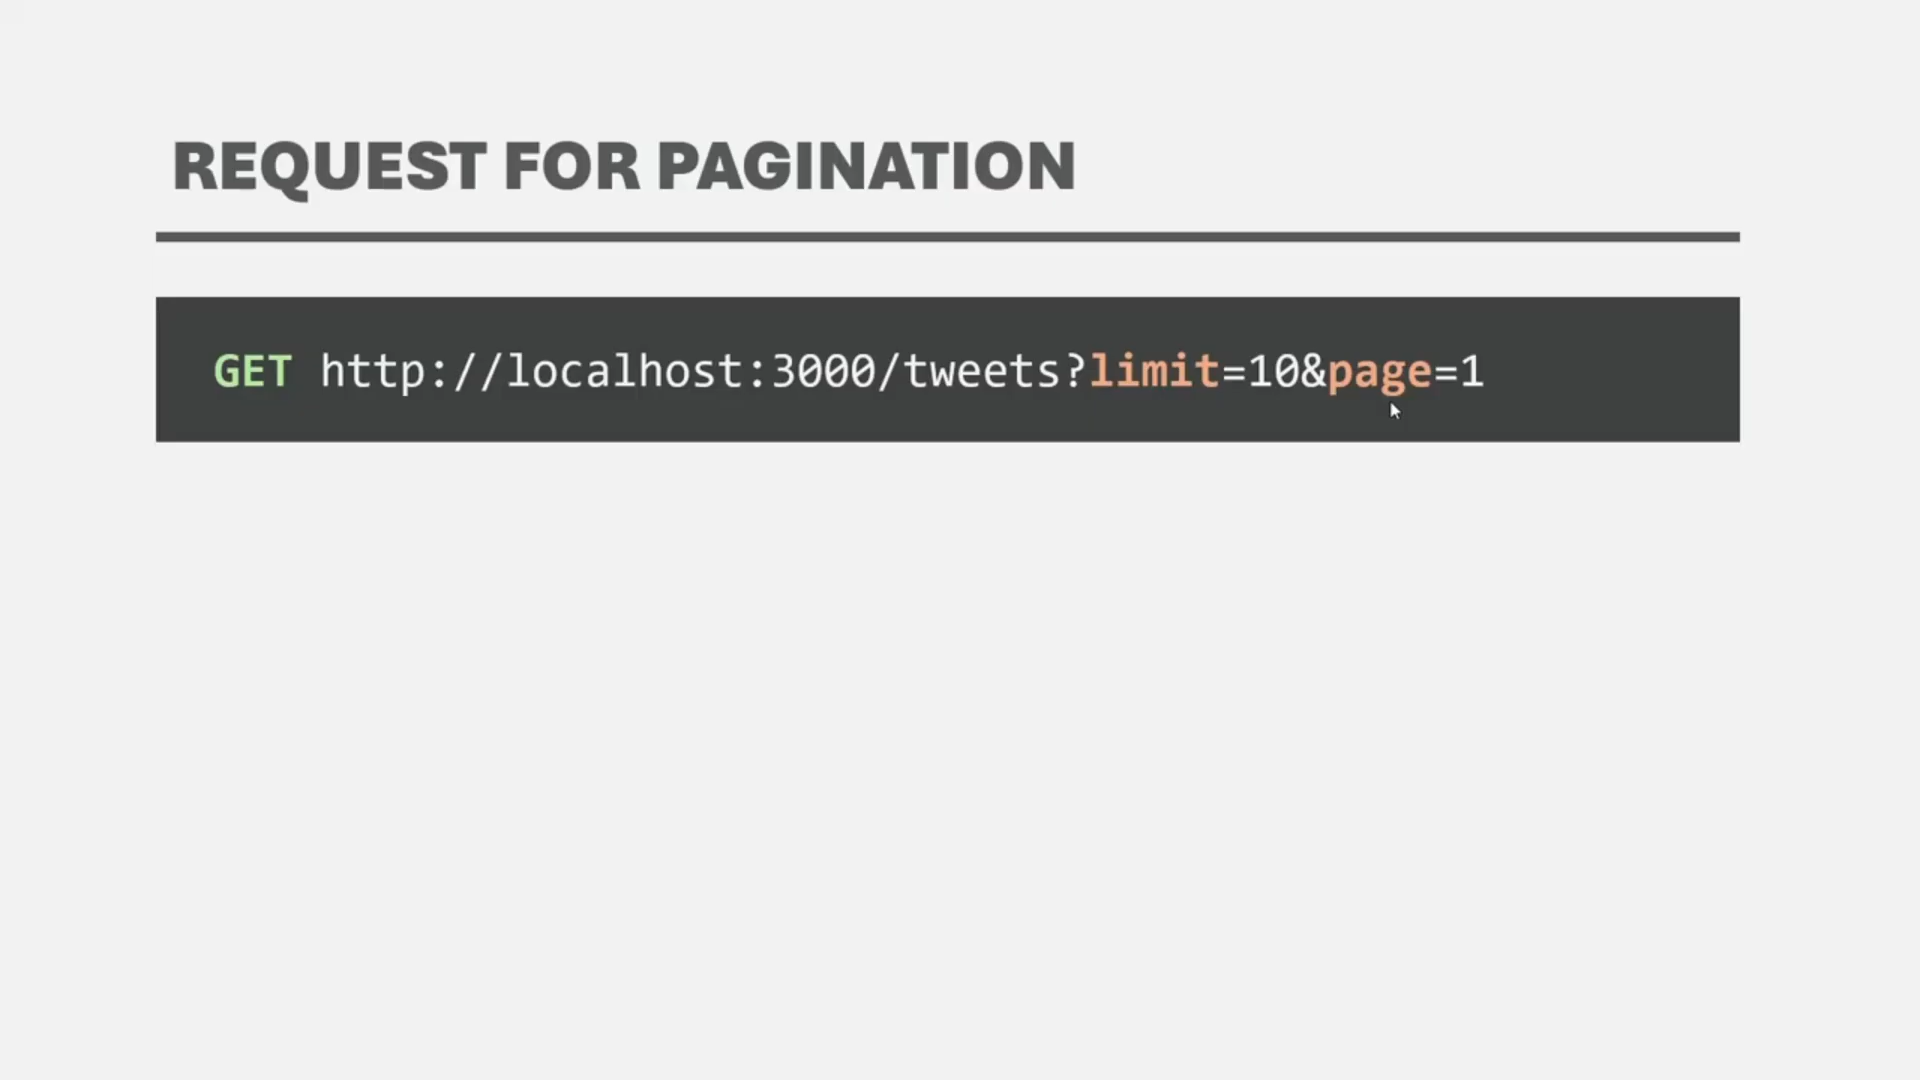 REQUEST FOR PAGINATION
GET http://localhost:3000/tweets?limit=10&page=1